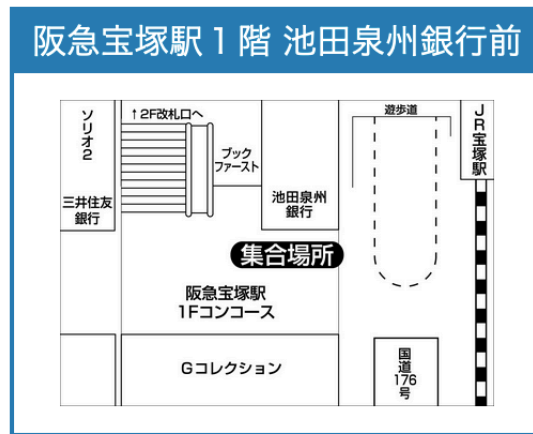 阪急宝塚駅1階 池田泉州銀行前
ソリオ2
↑2F改札口へ
遊歩道
JR宝塚駅
ブック
ファースト
三井住友
銀行
池田泉州
銀行
集合場所
阪急宝塚駅
1Fコンコース
Gコレクション
国道176号